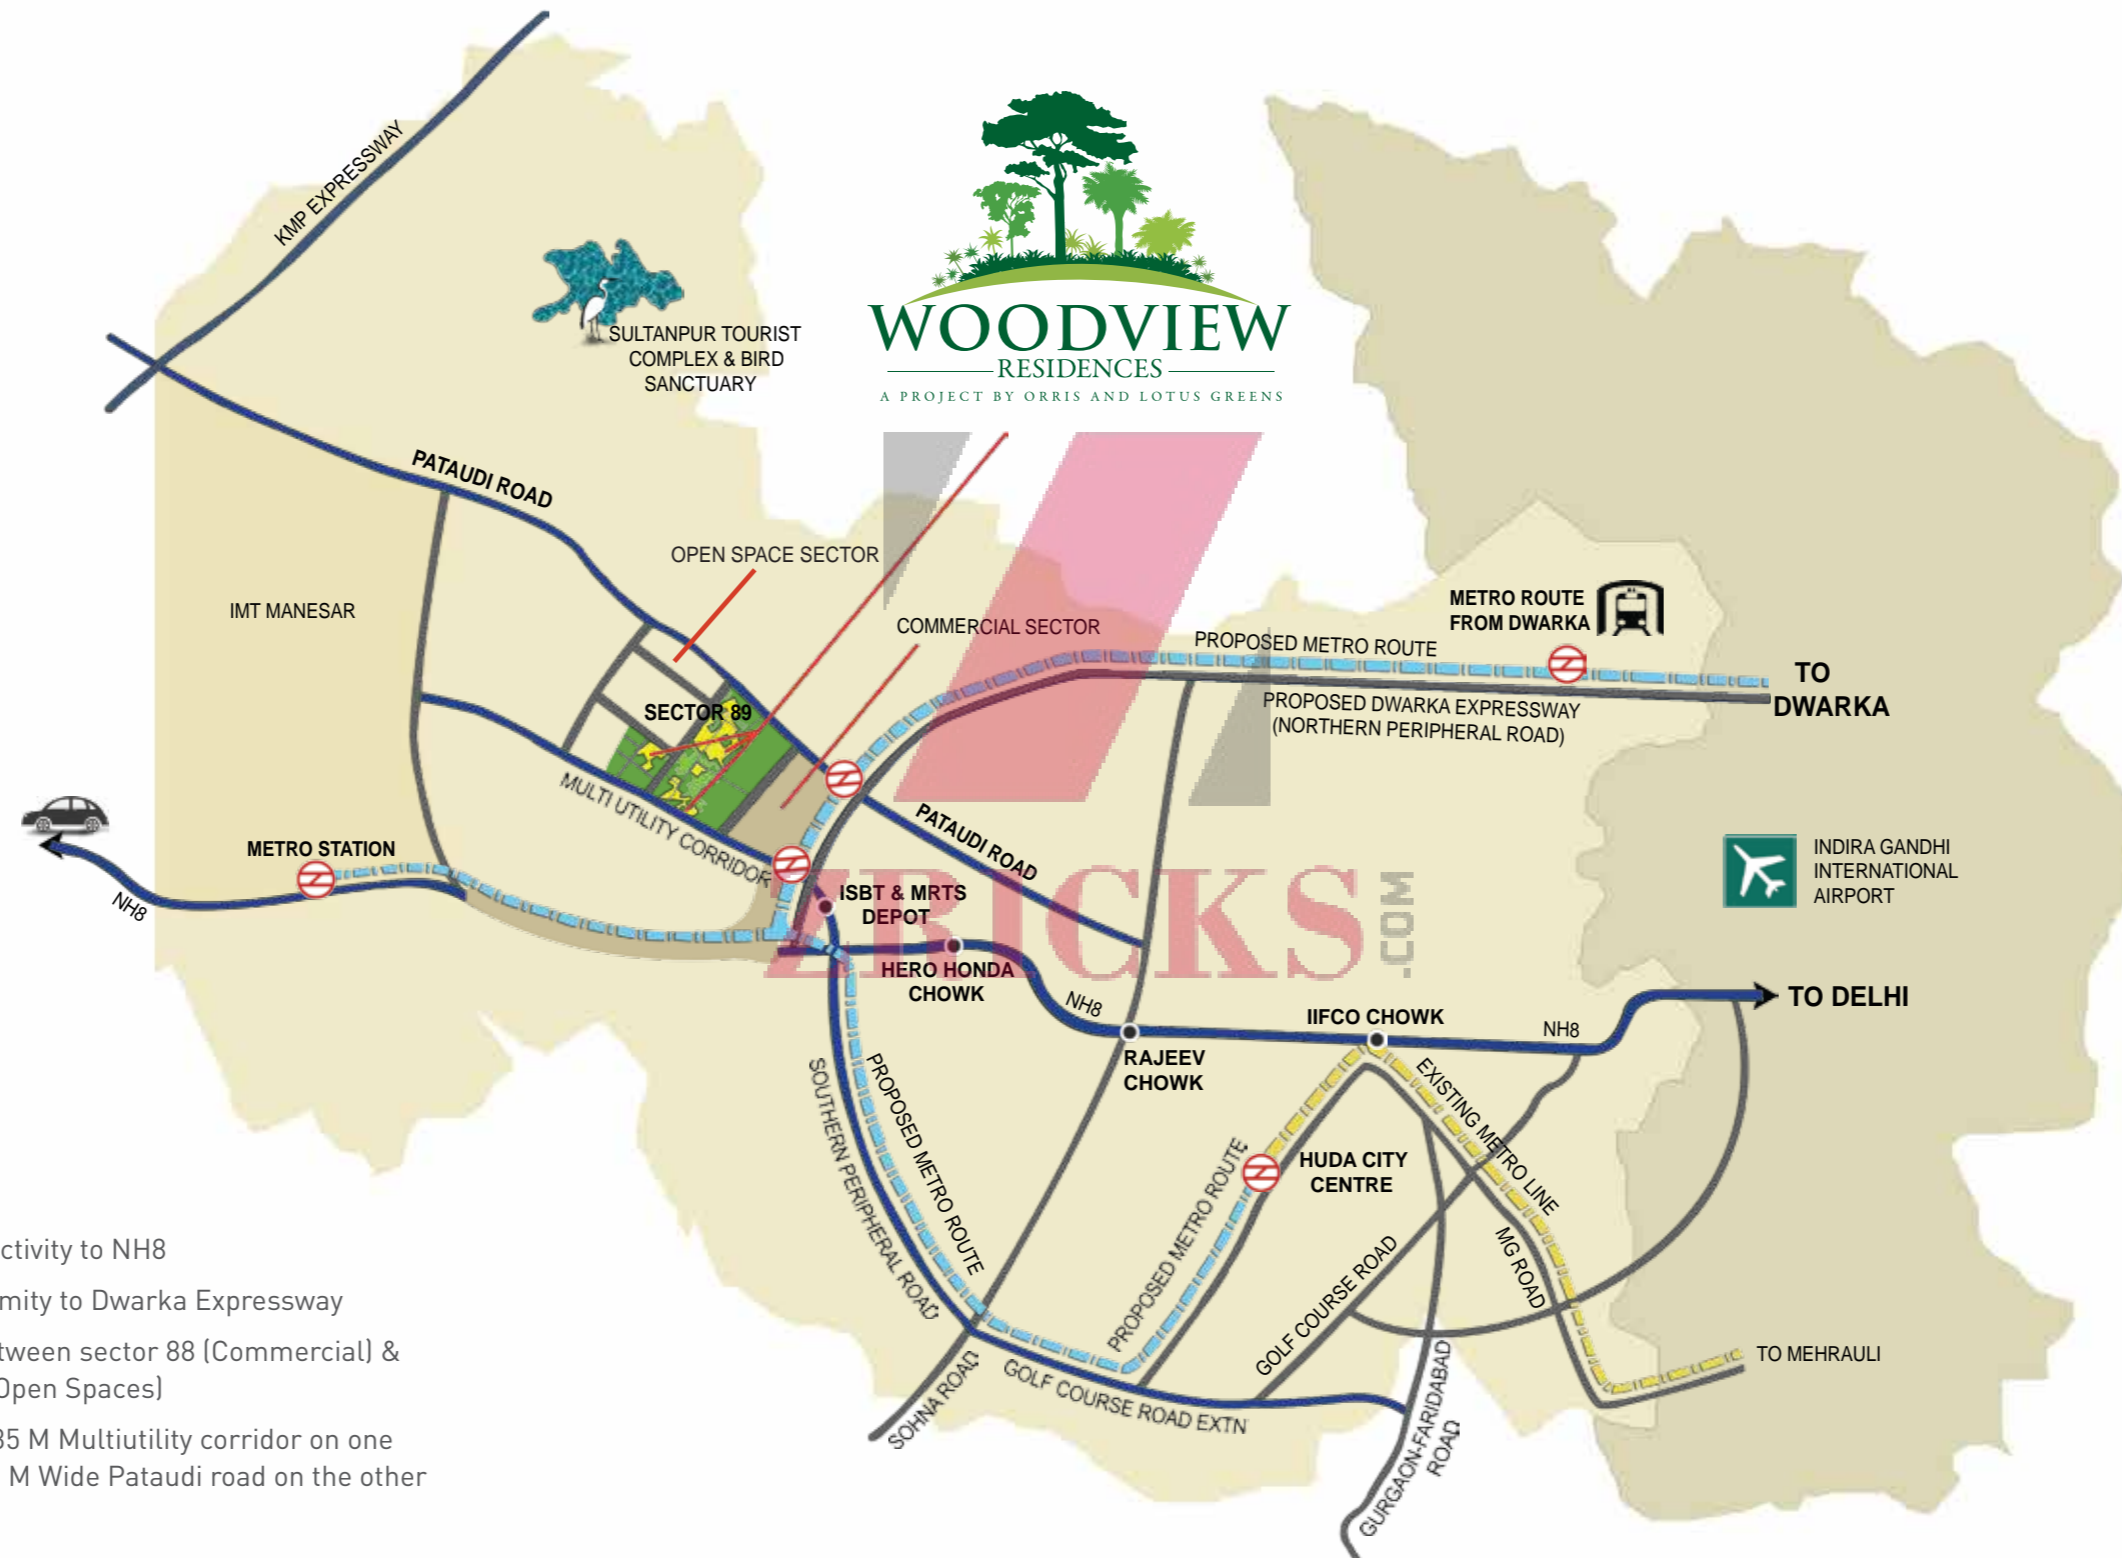 KMP EXPRESSWAY
SULTANPUR TOURIST
COMPLEX & BIRD
SANCTUARY
WOODVIEW
RESIDENCES
A PROJECT BY ORRIS AND LOTUS GREENS
PATAUDI ROAD
OPEN SPACE SECTOR
IMT MANESAR
COMMERCIAL SECTOR
METRO ROUTE
FROM DWARKA
PROPOSED METRO ROUTE
TO
DWARKA
PROPOSED DWARKA EXPRESSWAY
(NORTHERN PERIPHERAL ROAD)
SECTOR 89
MULTI UTILITY CORRIDOR
PATAUDI ROAD
METRO STATION
NH8
INDIRA GANDHI
INTERNATIONAL
AIRPORT
ISBT & MRTS
DEPOT
ZRICKS
.COM
HERO HONDA
CHOWK
NH8
IIFCO CHOWK
NH8
TO DELHI
RAJEEV
CHOWK
SOUTHERN PERIPHERAL ROAD
PROPOSED METRO ROUTE
EXISTING METRO LINE
PROPOSED METRO ROUTE
HUDA CITY
CENTRE
MG ROAD
GOLF COURSE ROAD
TO MEHRAULI
SOHNA ROAD
GOLF COURSE ROAD EXTN
GURGAON-FARIDABAD
ROAD
ctivity to NH8
mity to Dwarka Expressway
tween sector 88 (Commercial) &
Open Spaces)
35 M Multiutility corridor on one
M Wide Pataudi road on the other